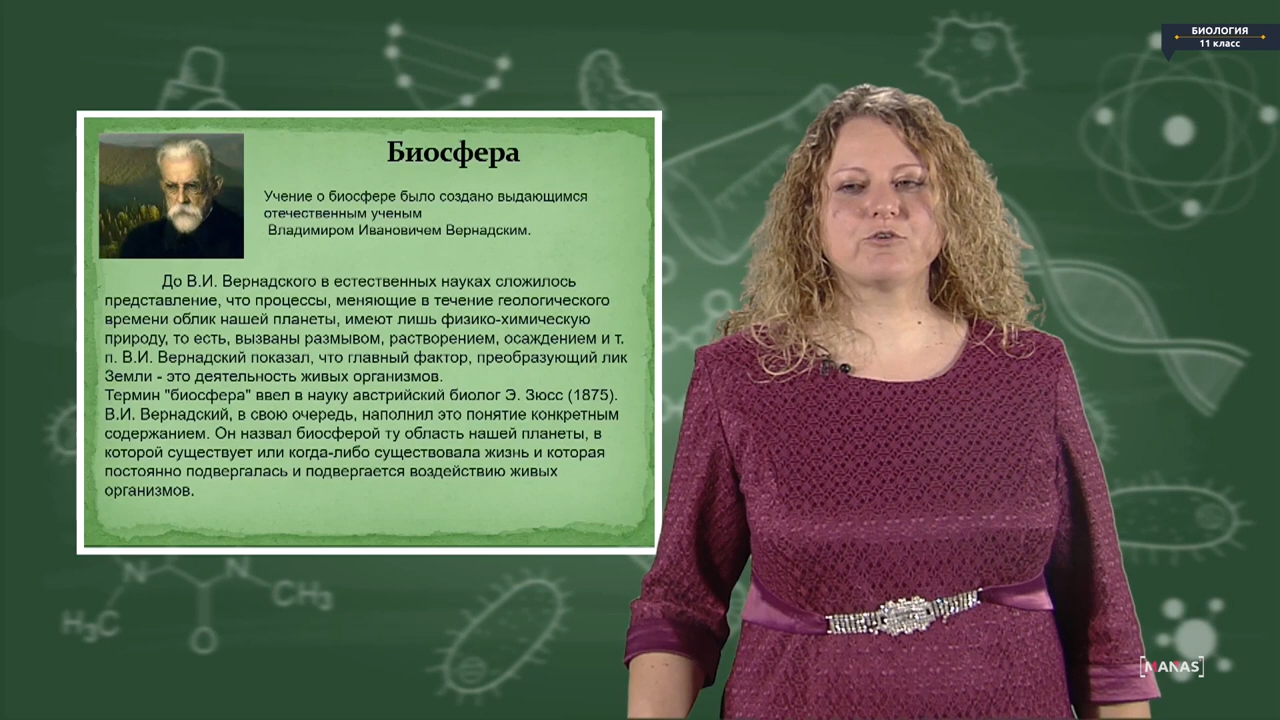 БИОЛОГИЯ
11 класс
Биосфера
Учение о биосфере было создано выдающимся
отечественным ученым
Владимиром Ивановичем Вернадским.
До В.И. Вернадского в естественных науках сложилось
представление, что процессы, меняющие в течение геологического
времени облик нашей планеты, имеют лишь физико-химическую
природу, то есть, вызваны размывом, растворением, осаждением и т.
п. В.И. Вернадский показал, что главный фактор, преобразующий лик
Земли - это деятельность живых организмов.
Термин "биосфера" ввел в науку австрийский биолог Э. Зюсс (1875).
В.И. Вернадский, в свою очередь, наполнил это понятие конкретным
содержанием. Он назвал биосферой ту область нашей планеты, в
которой существует или когда-либо существовала жизнь и которая
постоянно подвергалась и подвергается воздействию живых
организмов.
H₃C
N
N
CH₃
O
[MANAS]